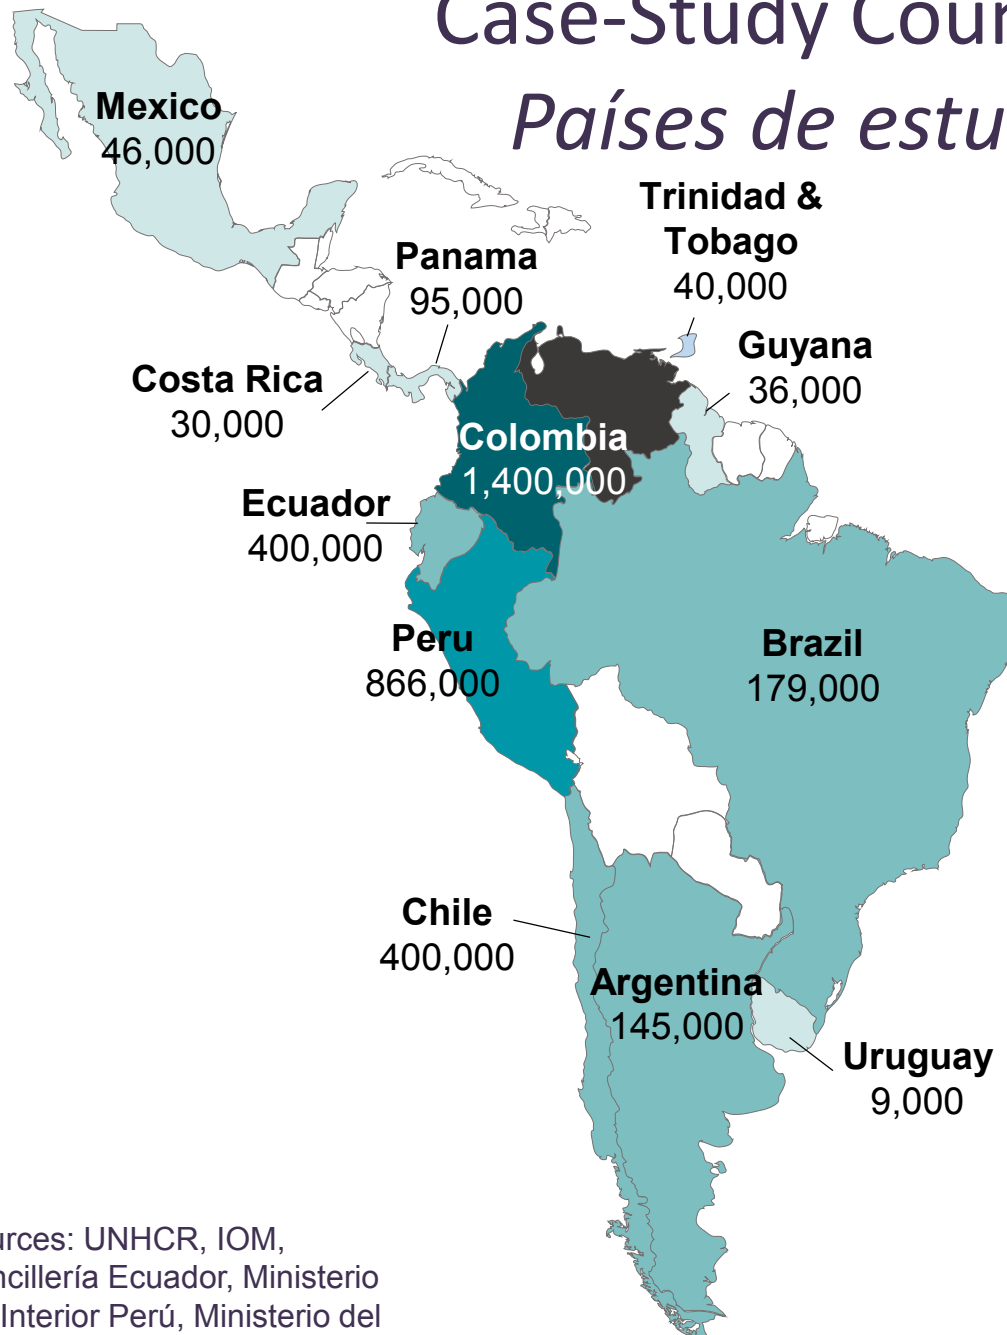 Case-Study Coun
Países de estu
Mexico
46,000
Trinidad &
Tobago
40,000
Panama
95,000
Guyana
36,000
Costa Rica
30,000
Colombia
1,400,000
Ecuador
400,000
Peru
866,000
Brazil
179,000
Chile
400,000
Argentina
145,000
Uruguay
9,000
urces: UNHCR, IOM,
ncillería Ecuador, Ministerio
Interior Perú, Ministerio del